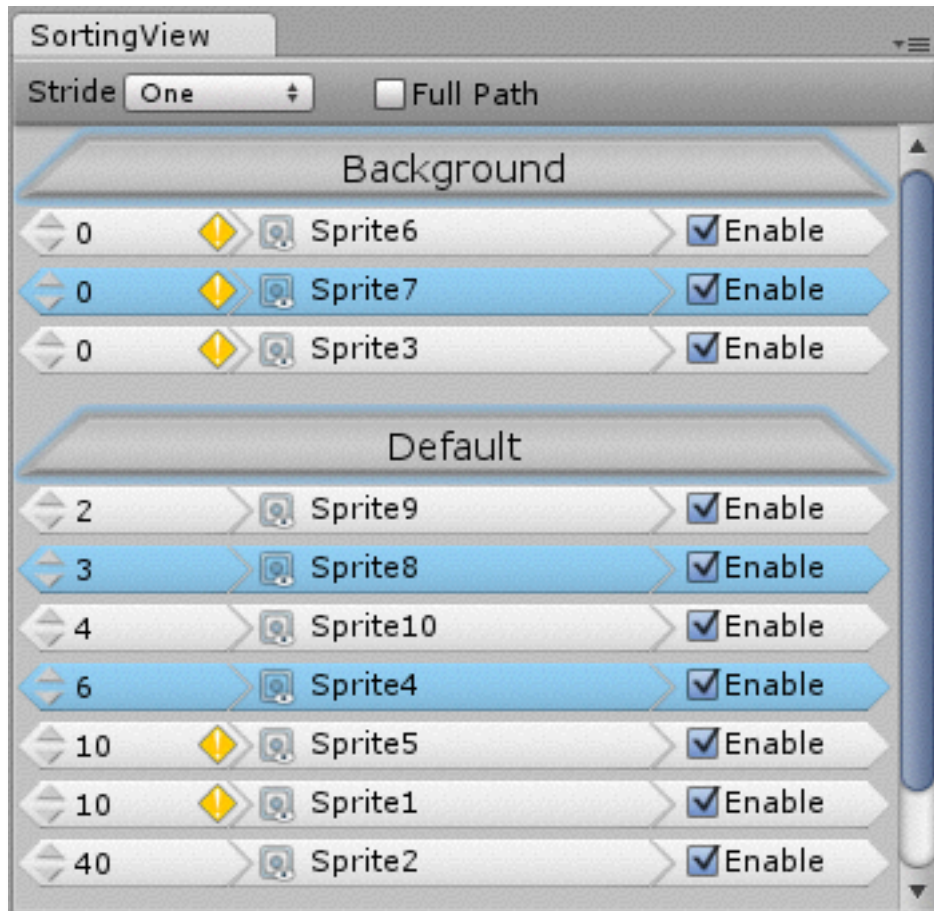 SortingView
Stride One Full Path
Background
0 Sprite6 Enable
0 Sprite7 Enable
0 Sprite3 Enable
Default
2 Sprite9 Enable
3 Sprite8 Enable
4 Sprite10 Enable
6 Sprite4 Enable
10 Sprite5 Enable
10 Sprite1 Enable
40 Sprite2 Enable